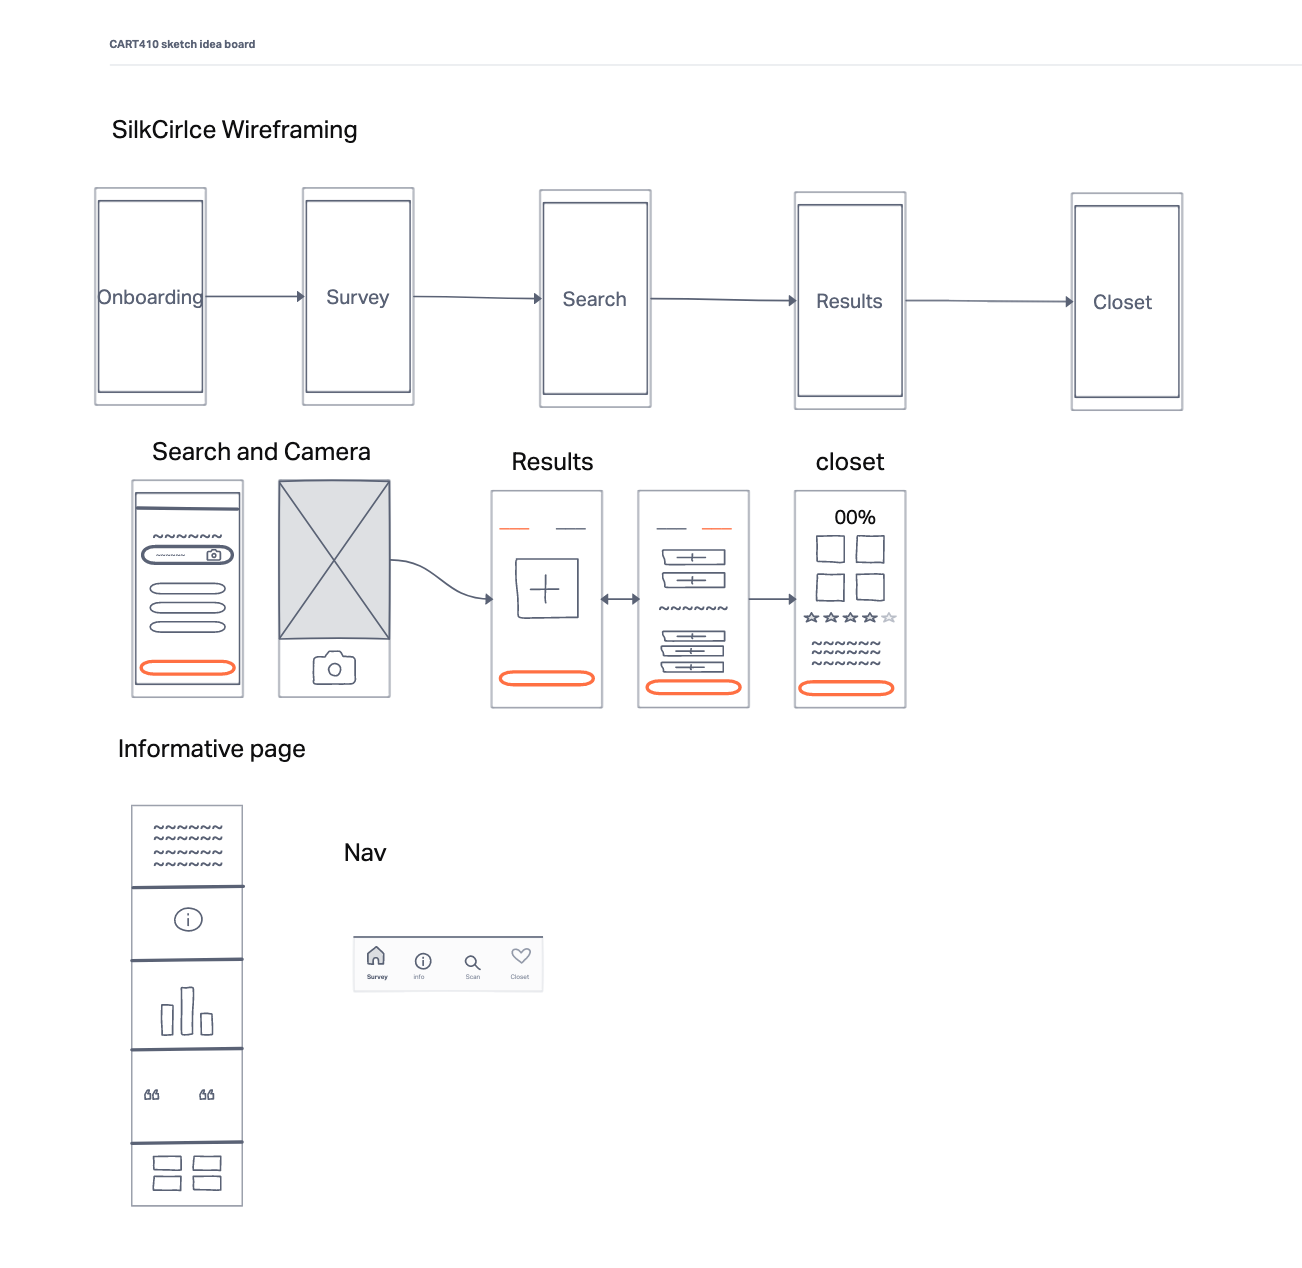 CART410 sketch idea board
SilkCirlce Wireframing
Onboarding
Survey
Search
Results
Closet
Search and Camera
Results
closet
00%
Informative page
Nav
Survey
info
Scan
Closet